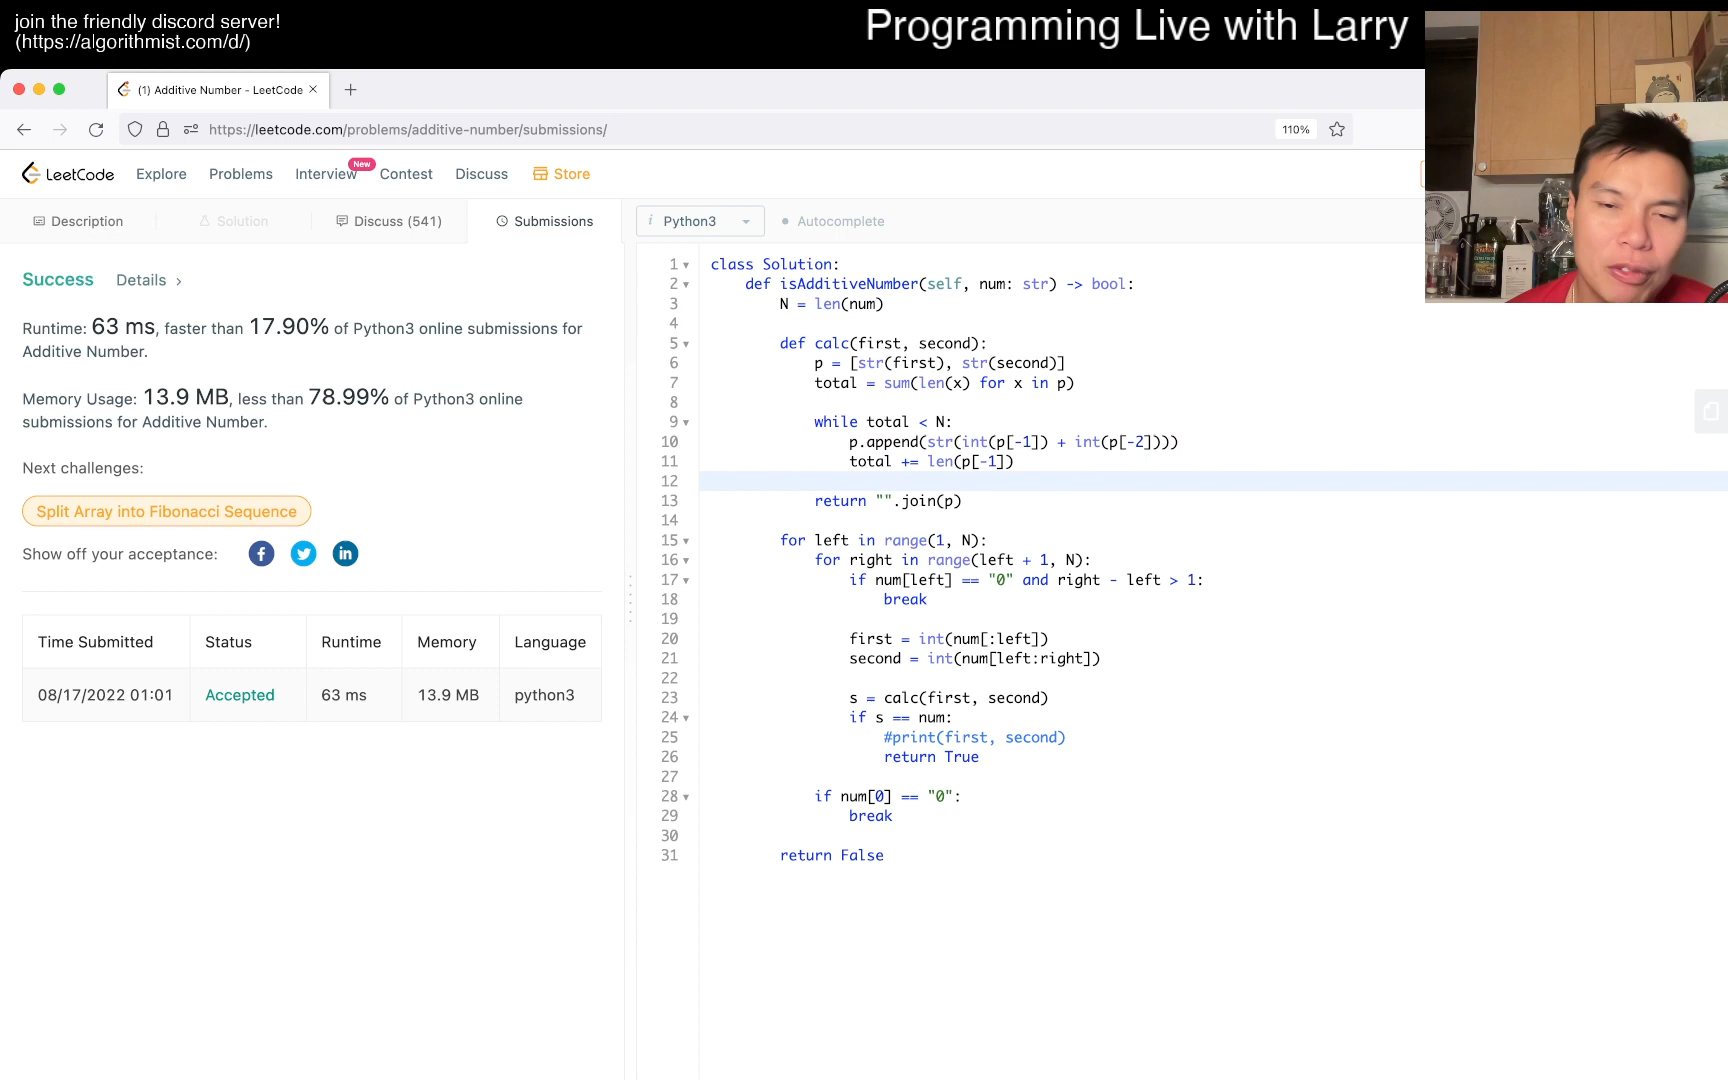 join the friendly discord server!
(https://algorithmist.com/d/)
Programming Live with Larry
(1) Additive Number - LeetCode
https://leetcode.com/problems/additive-number/submissions/
110%
LeetCode
Explore
Problems
Interview
New
Contest
Discuss
Store
Description
Solution
Discuss (541)
Submissions
i Python3
Autocomplete
Success
Details >
Runtime: 63 ms, faster than 17.90% of Python3 online submissions for
Additive Number.
Memory Usage: 13.9 MB, less than 78.99% of Python3 online
submissions for Additive Number.
Next challenges:
Split Array into Fibonacci Sequence
Show off your acceptance:
Time Submitted Status Runtime Memory Language
08/17/2022 01:01 Accepted 63 ms 13.9 MB python3
1 class Solution:
2     def isAdditiveNumber(self, num: str) -> bool:
3         N = len(num)
4
5         def calc(first, second):
6             p = [str(first), str(second)]
7             total = sum(len(x) for x in p)
8
9             while total < N:
10                 p.append(str(int(p[-1]) + int(p[-2])))
11                 total += len(p[-1])
12
13             return "".join(p)
14
15         for left in range(1, N):
16             for right in range(left + 1, N):
17                 if num[left] == "0" and right - left > 1:
18                     break
19
20                 first = int(num[:left])
21                 second = int(num[left:right])
22
23                 s = calc(first, second)
24                 if s == num:
25                     #print(first, second)
26                     return True
27
28             if num[0] == "0":
29                 break
30
31         return False